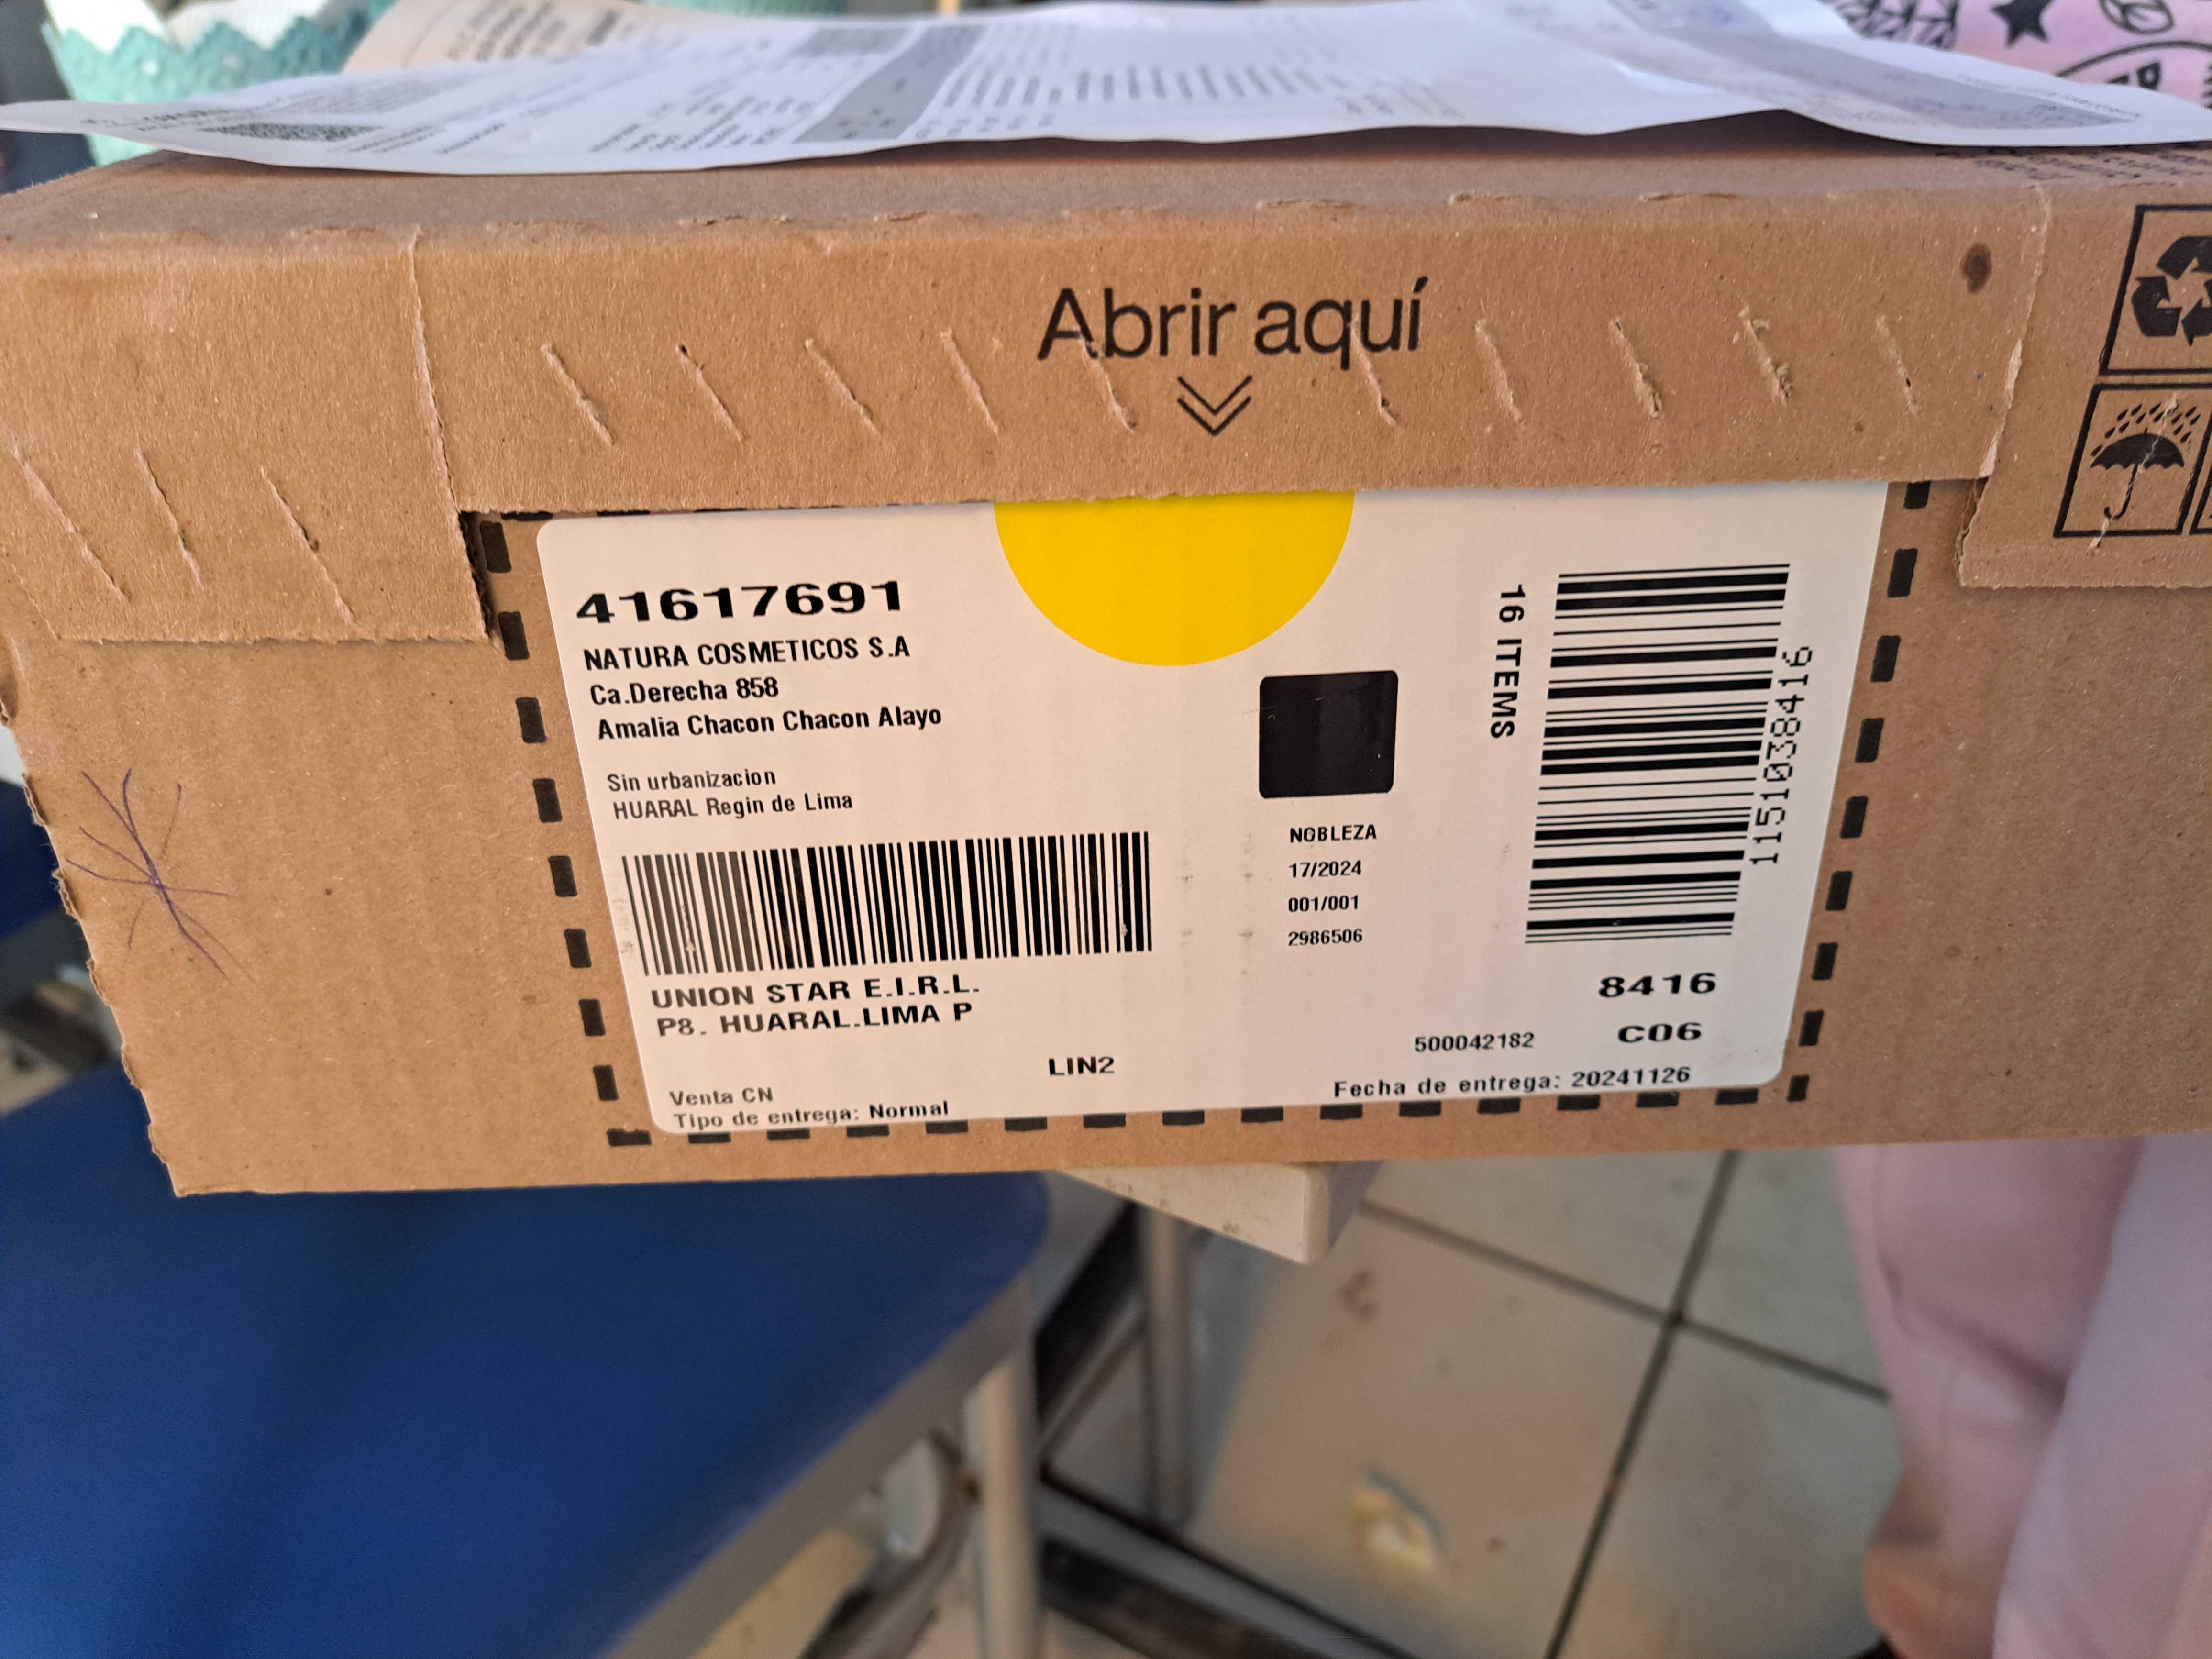 Abrir aquí
41617691
NATURA COSMETICOS S.A
Ca.Derecha 858
Amalia Chacon Chacon Alayo
Sin urbanizacion
HUARAL Regin de Lima
UNION STAR E.I.R.L.
P8. HUARAL.LIMA P
LIN2
Venta CN
Tipo de entrega: Normal
NOBLEZA
17/2024
001/001
2986506
16 ITEMS
1151038416
8416
500042182
C06
Fecha de entrega: 20241126